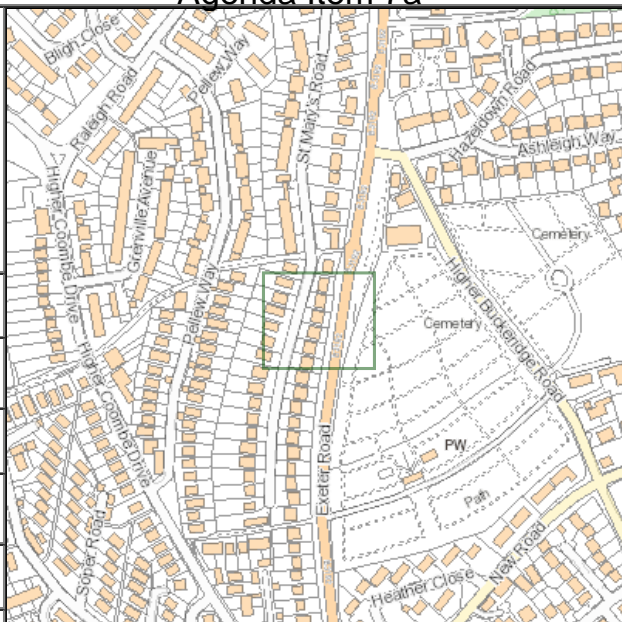 Agenda Item 7a
Bligh Close
Pellew Way
Raleigh Road
St Mary's Road
Hazeldown Road
Ashleigh Way
Grenville Avenue
Higher Coombe Drive
Cemetery
Pellew Way
Higher Buckeridge Road
Cemetery
Higher Coombe Drive
Exeter Road
PW
Path
Soper Road
New Road
Heather Close